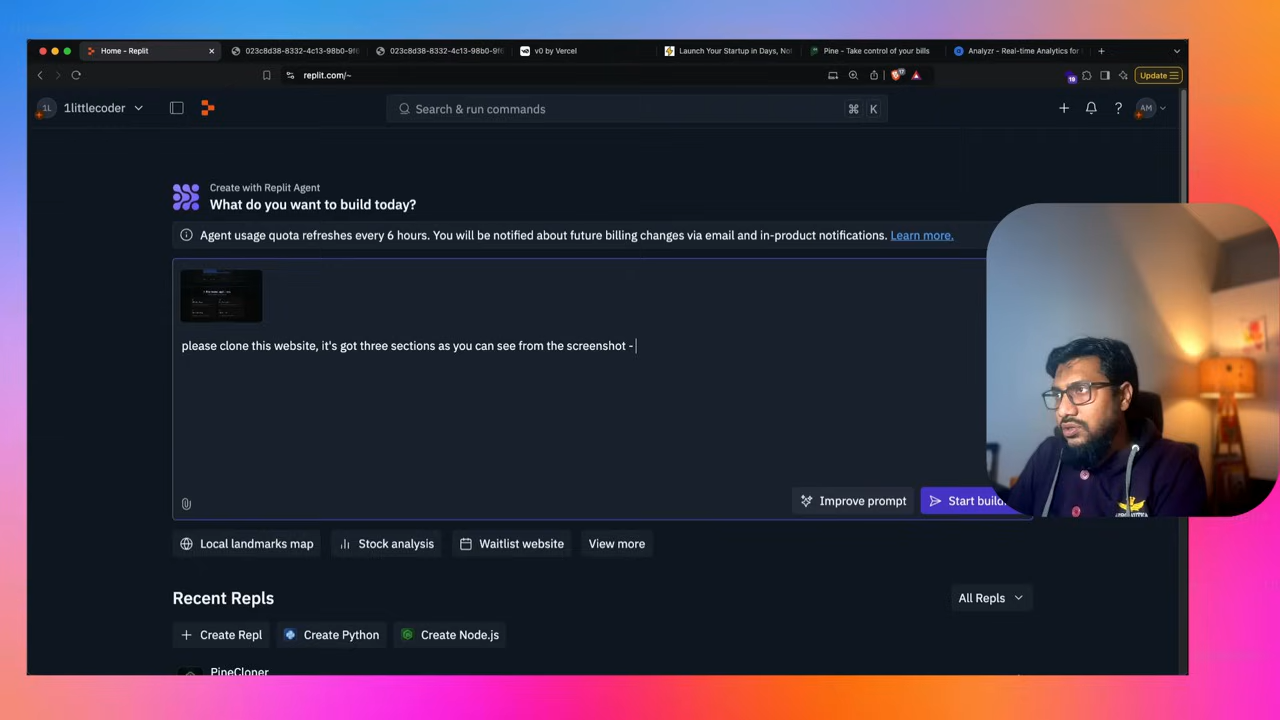 Home - Replit
023c8d38-8332-4c13-98b0-9f
023c8d38-8332-4c13-98b0-9f
v0 by Vercel
Launch Your Startup in Days, No
Pine - Take control of your bills
Analyzr - Real-time Analytics for
replit.com/~
Update
1L
1littlecoder
Search & run commands
⌘ K
AM
Create with Replit Agent
What do you want to build today?
Agent usage quota refreshes every 6 hours. You will be notified about future billing changes via email and in-product notifications. Learn more.
please clone this website, it's got three sections as you can see from the screenshot -
Improve prompt
Start build
Local landmarks map
Stock analysis
Waitlist website
View more
Recent Repls
All Repls
Create Repl
Create Python
Create Node.js
PineCloner